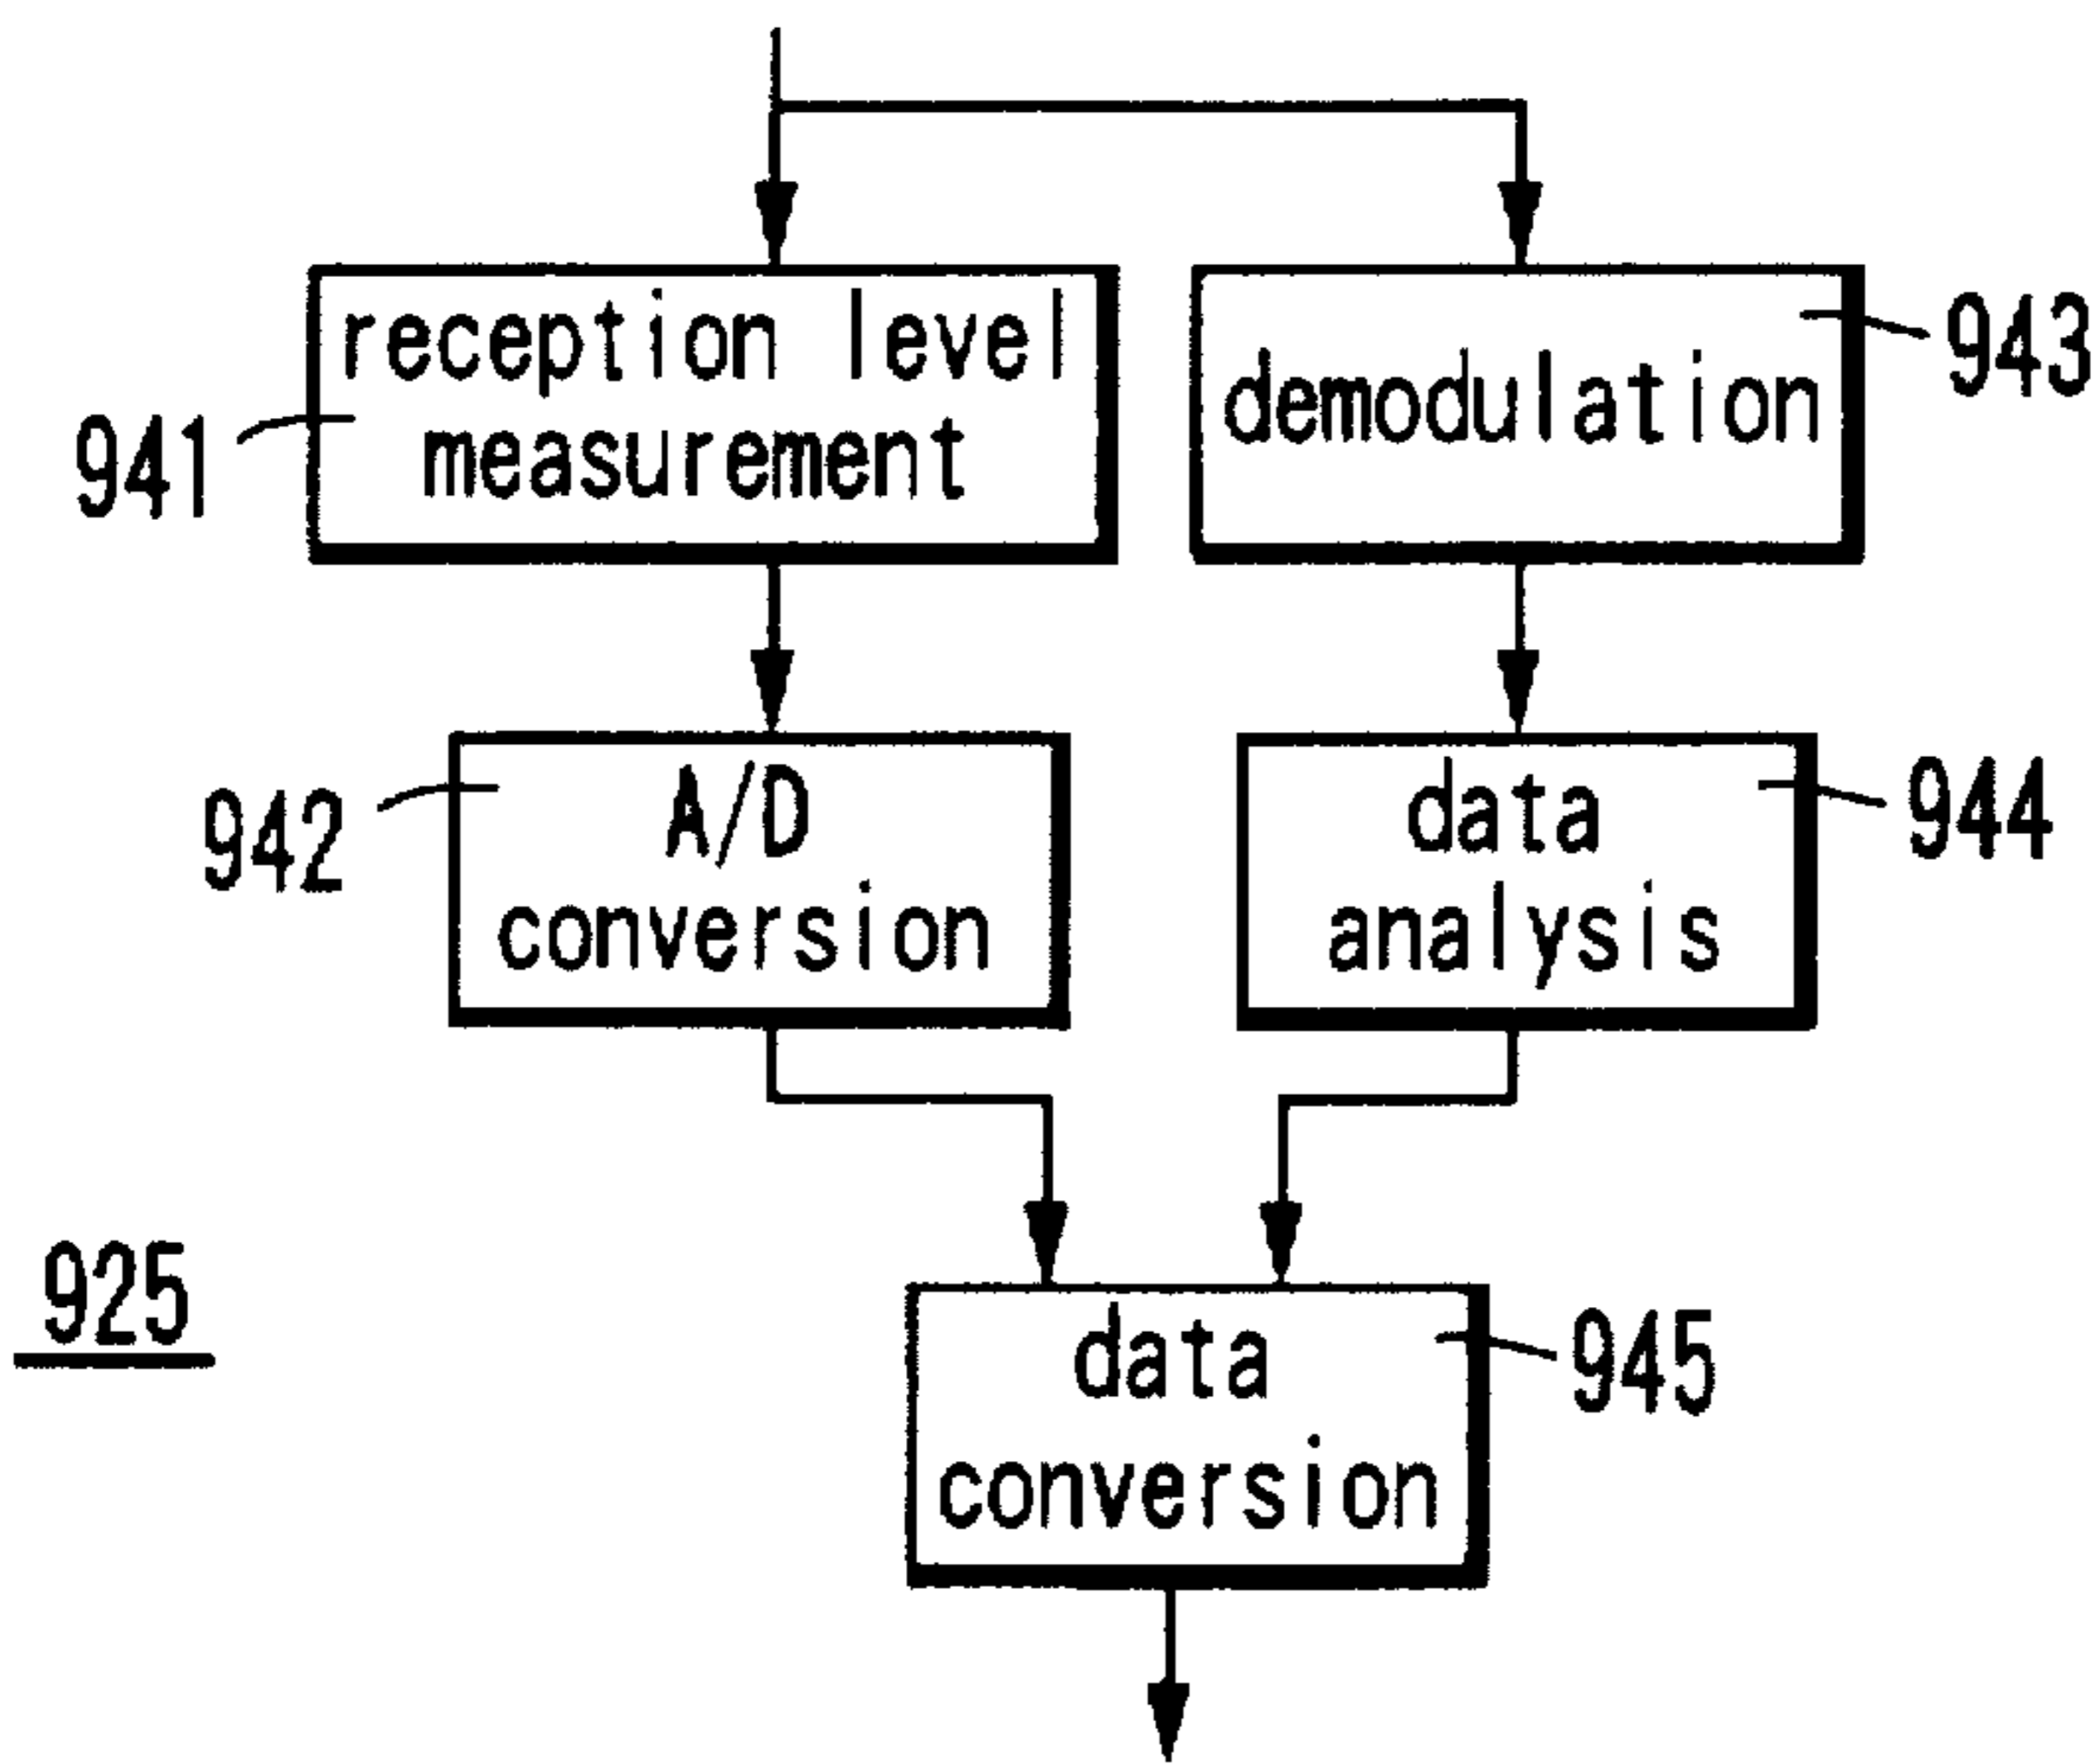 reception level
measurement
941
demodulation
943
A/D
conversion
942
data
analysis
944
data
conversion
945
925